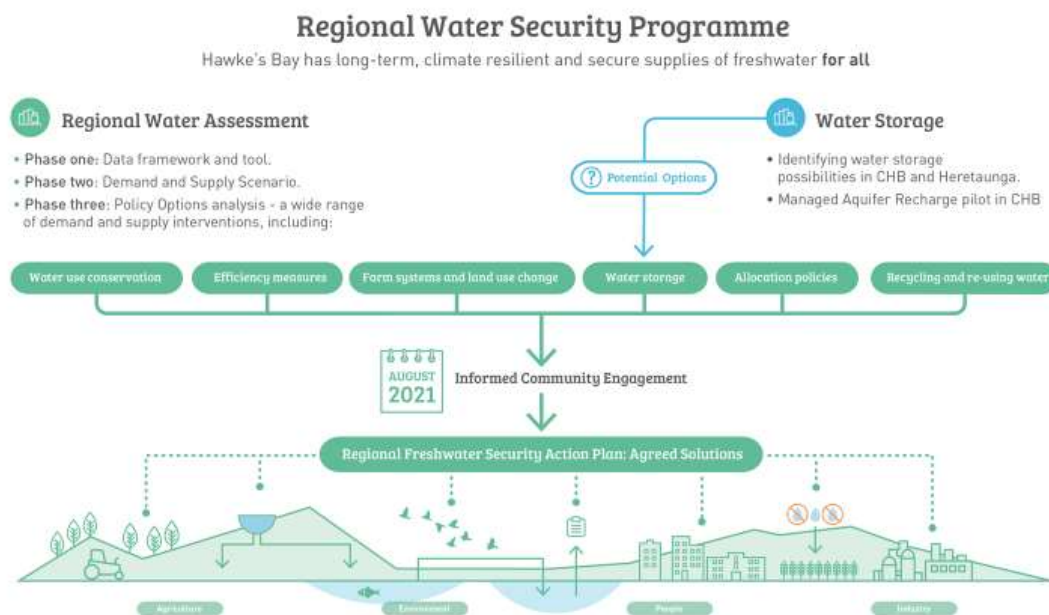 Regional Water Security Programme
Hawke's Bay has long-term, climate resilient and secure supplies of freshwater for all
Regional Water Assessment
• Phase one: Data framework and tool.
• Phase two: Demand and Supply Scenario.
• Phase three: Policy Options analysis - a wide range
of demand and supply interventions, including:
Water Storage
• Identifying water storage
possibilities in CHB and Heretaunga.
• Managed Aquifer Recharge pilot in CHB
? Potential Options
Water use conservation
Efficiency measures
Farm systems and land use change
Water storage
Allocation policies
Recycling and re-using water
AUGUST
2021
Informed Community Engagement
Regional Freshwater Security Action Plan: Agreed Solutions
Agriculture
Environment
People
Industry